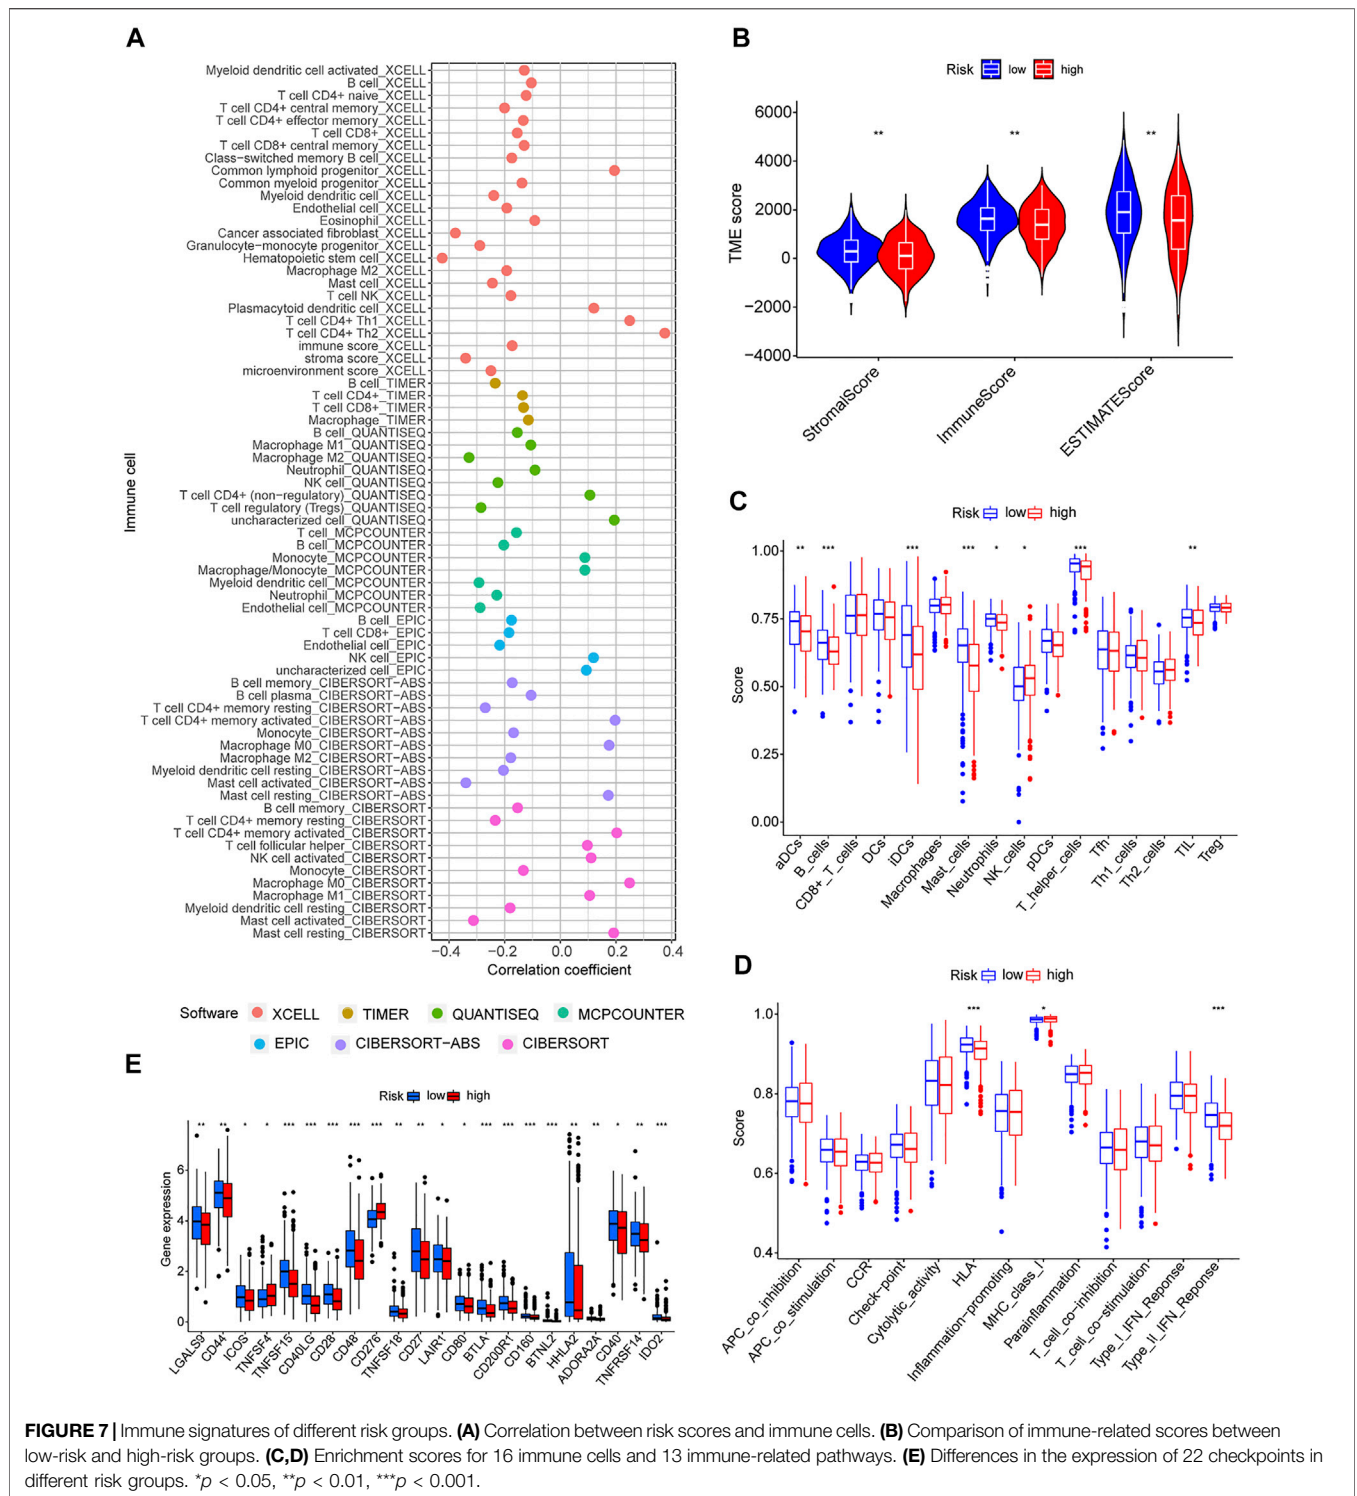 A
Myeloid dendritic cell activated_XCELL
B cell_XCELL
T cell CD4+ naive_XCELL
T cell CD4+ central memory_XCELL
T cell CD4+ effector memory_XCELL
T cell CD8+_XCELL
T cell CD8+ central memory_XCELL
Class-switched memory B cell_XCELL
Common lymphoid progenitor_XCELL
Common myeloid progenitor_XCELL
Myeloid dendritic cell_XCELL
Endothelial cell_XCELL
Eosinophil_XCELL
Cancer associated fibroblast_XCELL
Granulocyte-monocyte progenitor_XCELL
Hematopoietic stem cell_XCELL
Macrophage M2_XCELL
Mast cell_XCELL
T cell NK_XCELL
Plasmacytoid dendritic cell_XCELL
T cell CD4+ Th1_XCELL
T cell CD4+ Th2_XCELL
immune score_XCELL
stroma score_XCELL
microenvironment score_XCELL
B cell_TIMER
T cell CD4+_TIMER
T cell CD8+_TIMER
Macrophage_TIMER
B cell_QUANTISEQ
Macrophage M1_QUANTISEQ
Macrophage M2_QUANTISEQ
Neutrophil_QUANTISEQ
NK cell_QUANTISEQ
T cell CD4+ (non-regulatory)_QUANTISEQ
T cell regulatory (Tregs)_QUANTISEQ
uncharacterized cell_QUANTISEQ
T cell_MCPCOUNTER
B cell_MCPCOUNTER
Monocyte_MCPCOUNTER
Macrophage/Monocyte_MCPCOUNTER
Myeloid dendritic cell_MCPCOUNTER
Neutrophil_MCPCOUNTER
Endothelial cell_MCPCOUNTER
B cell_EPIC
T cell CD8+_EPIC
Endothelial cell_EPIC
NK cell_EPIC
uncharacterized cell_EPIC
B cell memory_CIBERSORT-ABS
B cell plasma_CIBERSORT-ABS
T cell CD4+ memory resting_CIBERSORT-ABS
T cell CD4+ memory activated_CIBERSORT-ABS
Monocyte_CIBERSORT-ABS
Macrophage M0_CIBERSORT-ABS
Macrophage M2_CIBERSORT-ABS
Myeloid dendritic cell resting_CIBERSORT-ABS
Mast cell activated_CIBERSORT-ABS
Mast cell resting_CIBERSORT-ABS
B cell memory_CIBERSORT
T cell CD4+ memory resting_CIBERSORT
T cell CD4+ memory activated_CIBERSORT
T cell follicular helper_CIBERSORT
NK cell activated_CIBERSORT
Monocyte_CIBERSORT
Macrophage M0_CIBERSORT
Macrophage M1_CIBERSORT
Myeloid dendritic cell resting_CIBERSORT
Mast cell activated_CIBERSORT
Mast cell resting_CIBERSORT
Immune cell
-0.4 -0.2 0.0 0.2 0.4
Correlation coefficient
Software XCELL TIMER QUANTISEQ MCPCOUNTER
EPIC CIBERSORT-ABS CIBERSORT
B
Risk low high
** ** **
6000
4000
2000
0
-2000
-4000
TME score
StromalScore
ImmuneScore
ESTIMATEScore
C
Risk low high
** *** *** *** * * *** **
1.00
0.75
0.50
0.25
0.00
Score
aDCs
B_cells
CD8+_T_cells
DCs
iDCs
Macrophages
Mast_cells
Neutrophils
NK_cells
pDCs
T_helper_cells
Tfh
Th1_cells
Th2_cells
TIL
Treg
D
Risk low high
*** * ***
1.0
0.8
0.6
0.4
Score
APC_co_inhibition
APC_co_stimulation
CCR
Check-point
Cytolytic_activity
HLA
Inflammation-promoting
MHC_class_I
Parainflammation
T_cell_co-inhibition
T_cell_co-stimulation
Type_I_IFN_Reponse
Type_II_IFN_Reponse
E
Risk low high
** ** * * *** *** *** *** *** ** ** * * *** *** *** *** ** ** * ** ***
6
4
2
0
Gene expression
LGALS9
CD44
ICOS
TNFSF4
TNFSF15
CD40LG
CD28
CD48
CD276
TNFSF18
CD27
LAIR1
CD80
BTLA
CD200R1
CD160
BTNL2
HHLA2
ADORA2A
CD40
TNFRSF14
IDO2
FIGURE 7 | Immune signatures of different risk groups. (A) Correlation between risk scores and immune cells. (B) Comparison of immune-related scores between
low-risk and high-risk groups. (C,D) Enrichment scores for 16 immune cells and 13 immune-related pathways. (E) Differences in the expression of 22 checkpoints in
different risk groups. *p < 0.05, **p < 0.01, ***p < 0.001.